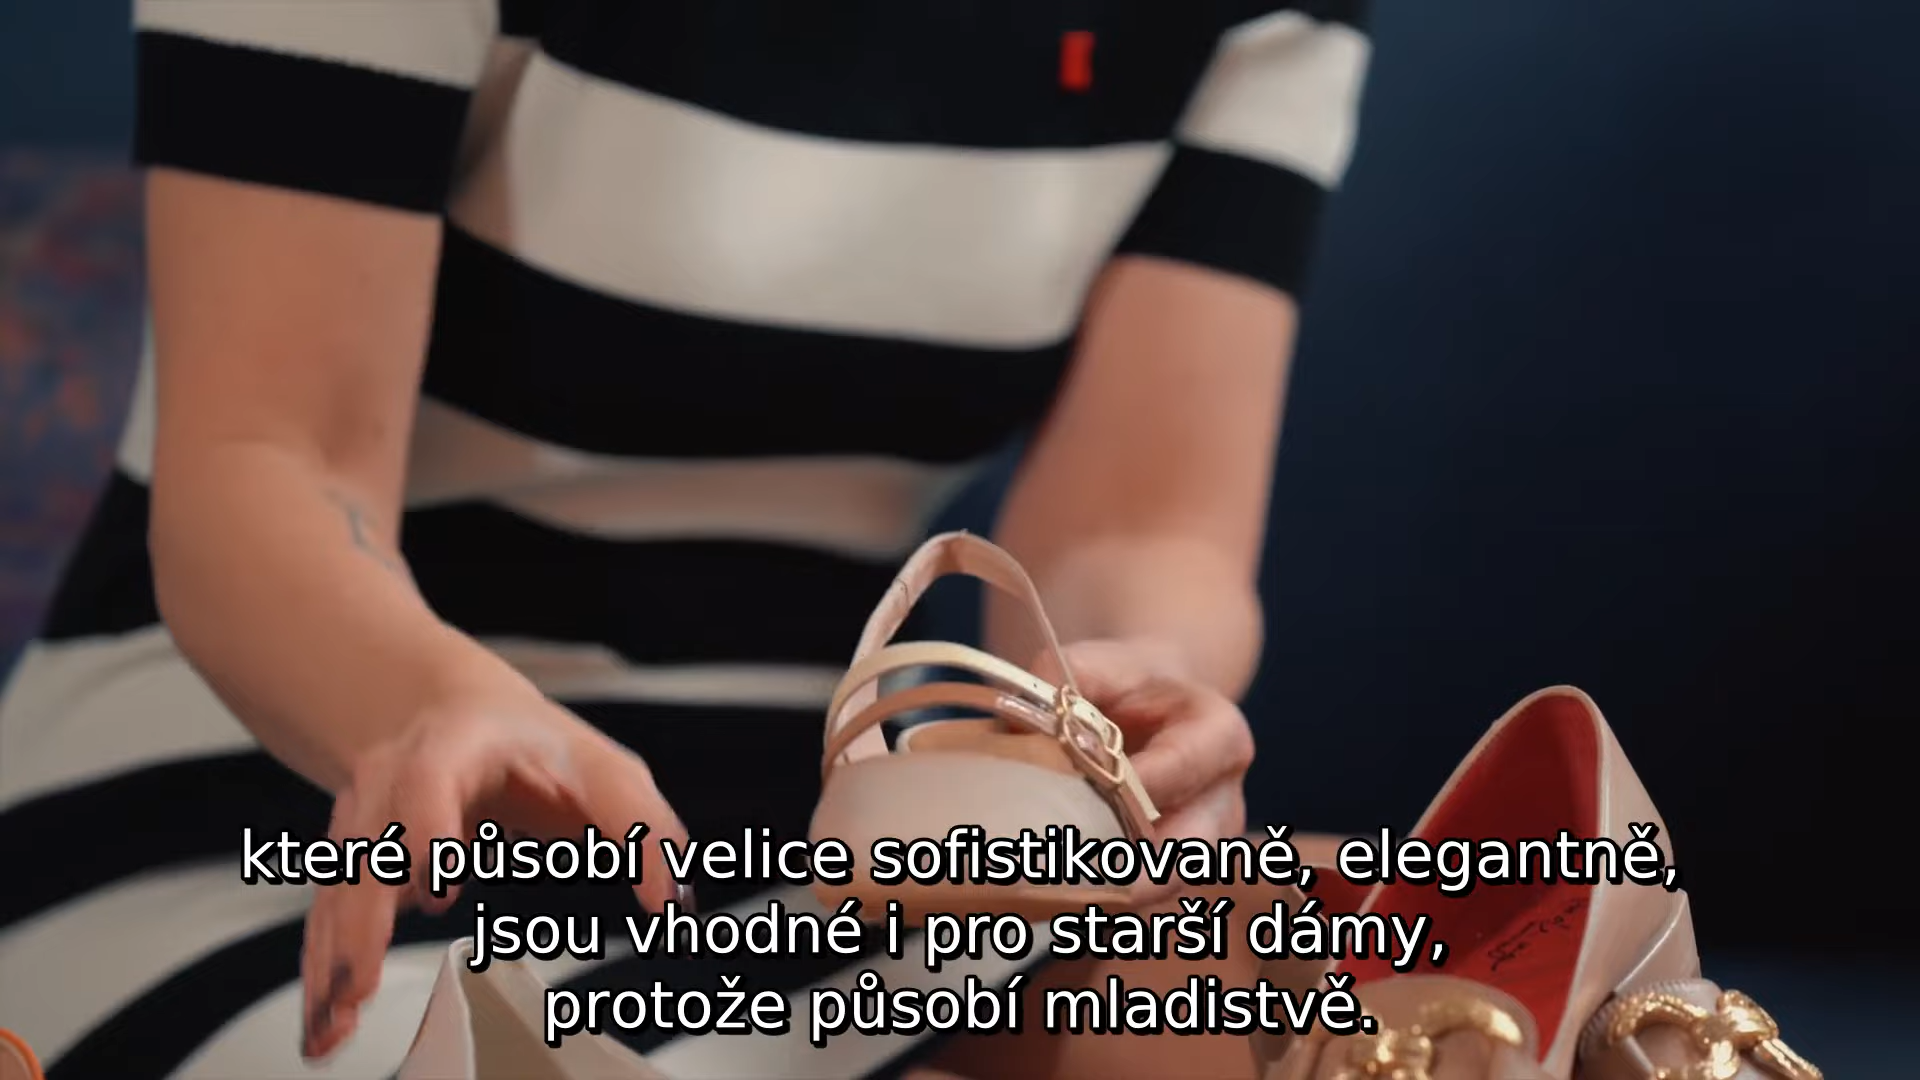 které působí velice sofistikovaně, elegantně,
jsou vhodné i pro starší dámy,
protože působí mladistvě.